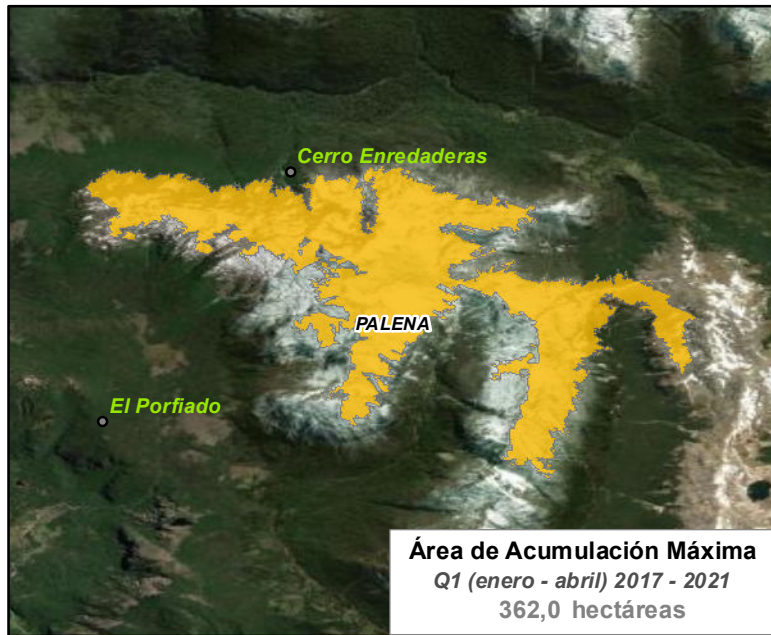 Cerro Enredaderas
PALENA
El Porfiado
Área de Acumulación Máxima
Q1 (enero - abril) 2017 - 2021
362,0 hectáreas